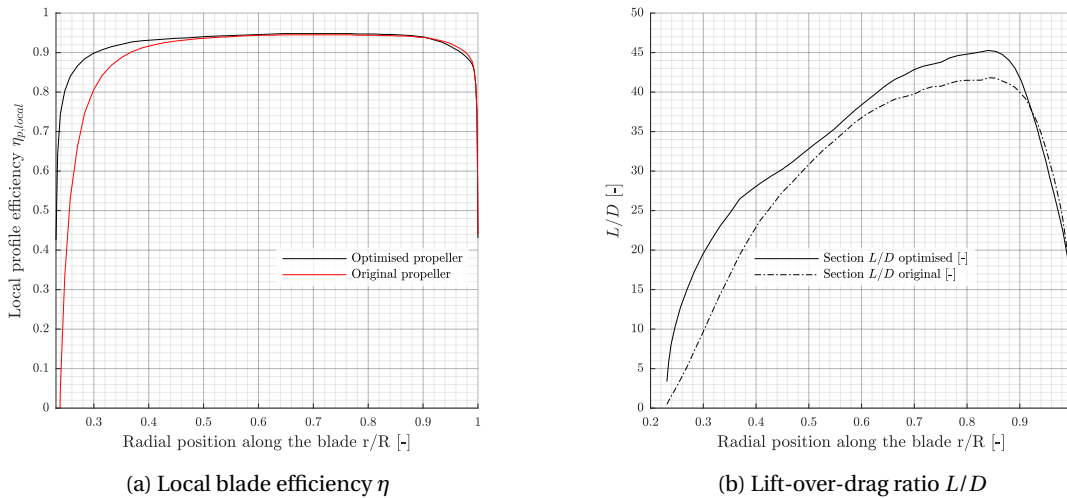 1
0.9
0.8
0.7
0.6
0.5
0.4
0.3
0.2
0.1
0
Local profile efficiency η_{p,local}
0.3 0.4 0.5 0.6 0.7 0.8 0.9 1
Radial position along the blade r/R [-]
Optimised propeller
Original propeller
(a) Local blade efficiency η
50
45
40
35
30
25
20
15
10
5
0
L/D [-]
0.2 0.3 0.4 0.5 0.6 0.7 0.8 0.9
Radial position along the blade r/R [-]
Section L/D optimised [-]
Section L/D original [-]
(b) Lift-over-drag ratio L/D